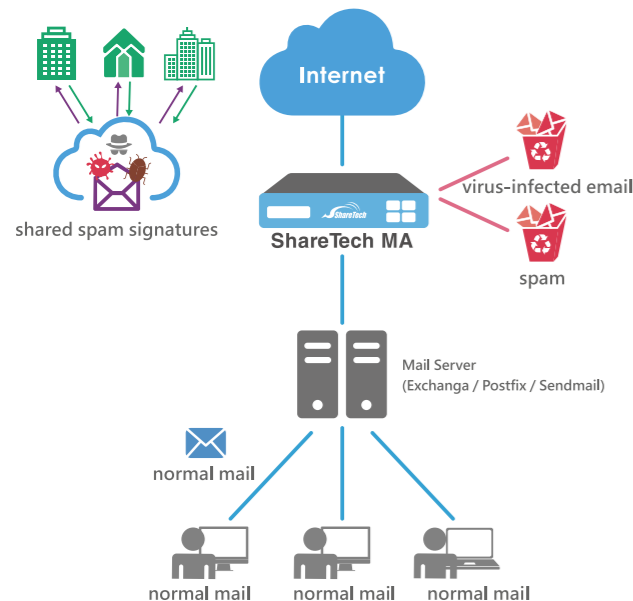 Internet
shared spam signatures
ShareTech
ShareTech MA
virus-infected email
spam
Mail Server
(Exchanga / Postfix / Sendmail)
normal mail
normal mail
normal mail
normal mail